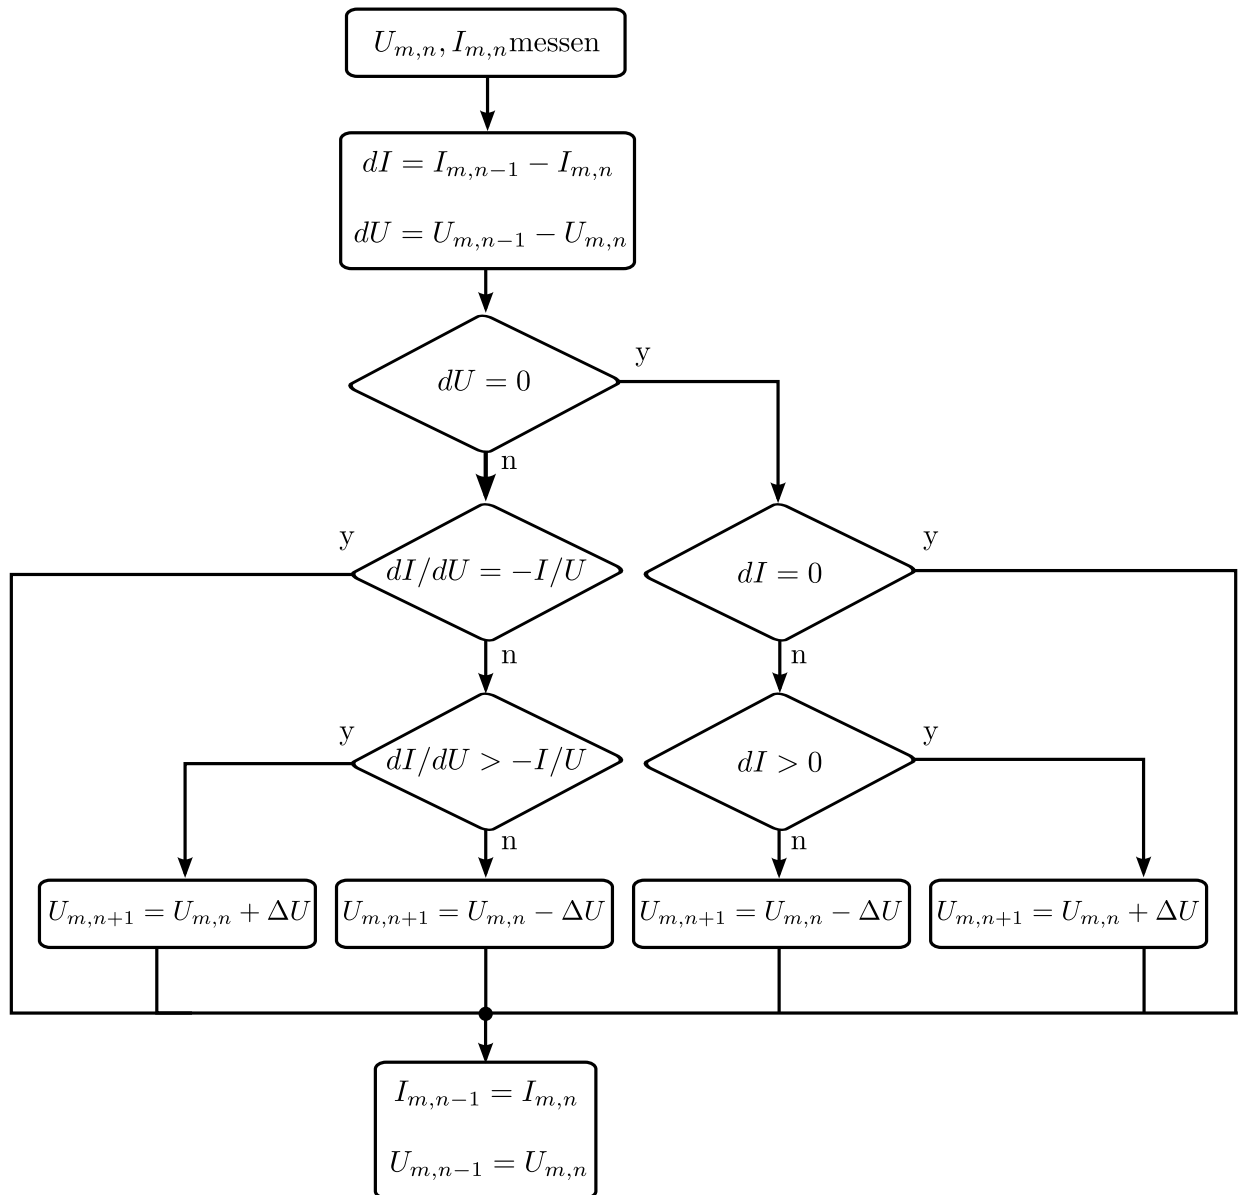 U_{m,n}, I_{m,n}messen
dI = I_{m,n−1} − I_{m,n}
dU = U_{m,n−1} − U_{m,n}
y
dU = 0
n
y
y
dI/dU = −I/U
dI = 0
n
n
y
y
dI/dU > −I/U
dI > 0
n
n
U_{m,n+1} = U_{m,n} + ΔU
U_{m,n+1} = U_{m,n} − ΔU
U_{m,n+1} = U_{m,n} − ΔU
U_{m,n+1} = U_{m,n} + ΔU
I_{m,n−1} = I_{m,n}
U_{m,n−1} = U_{m,n}